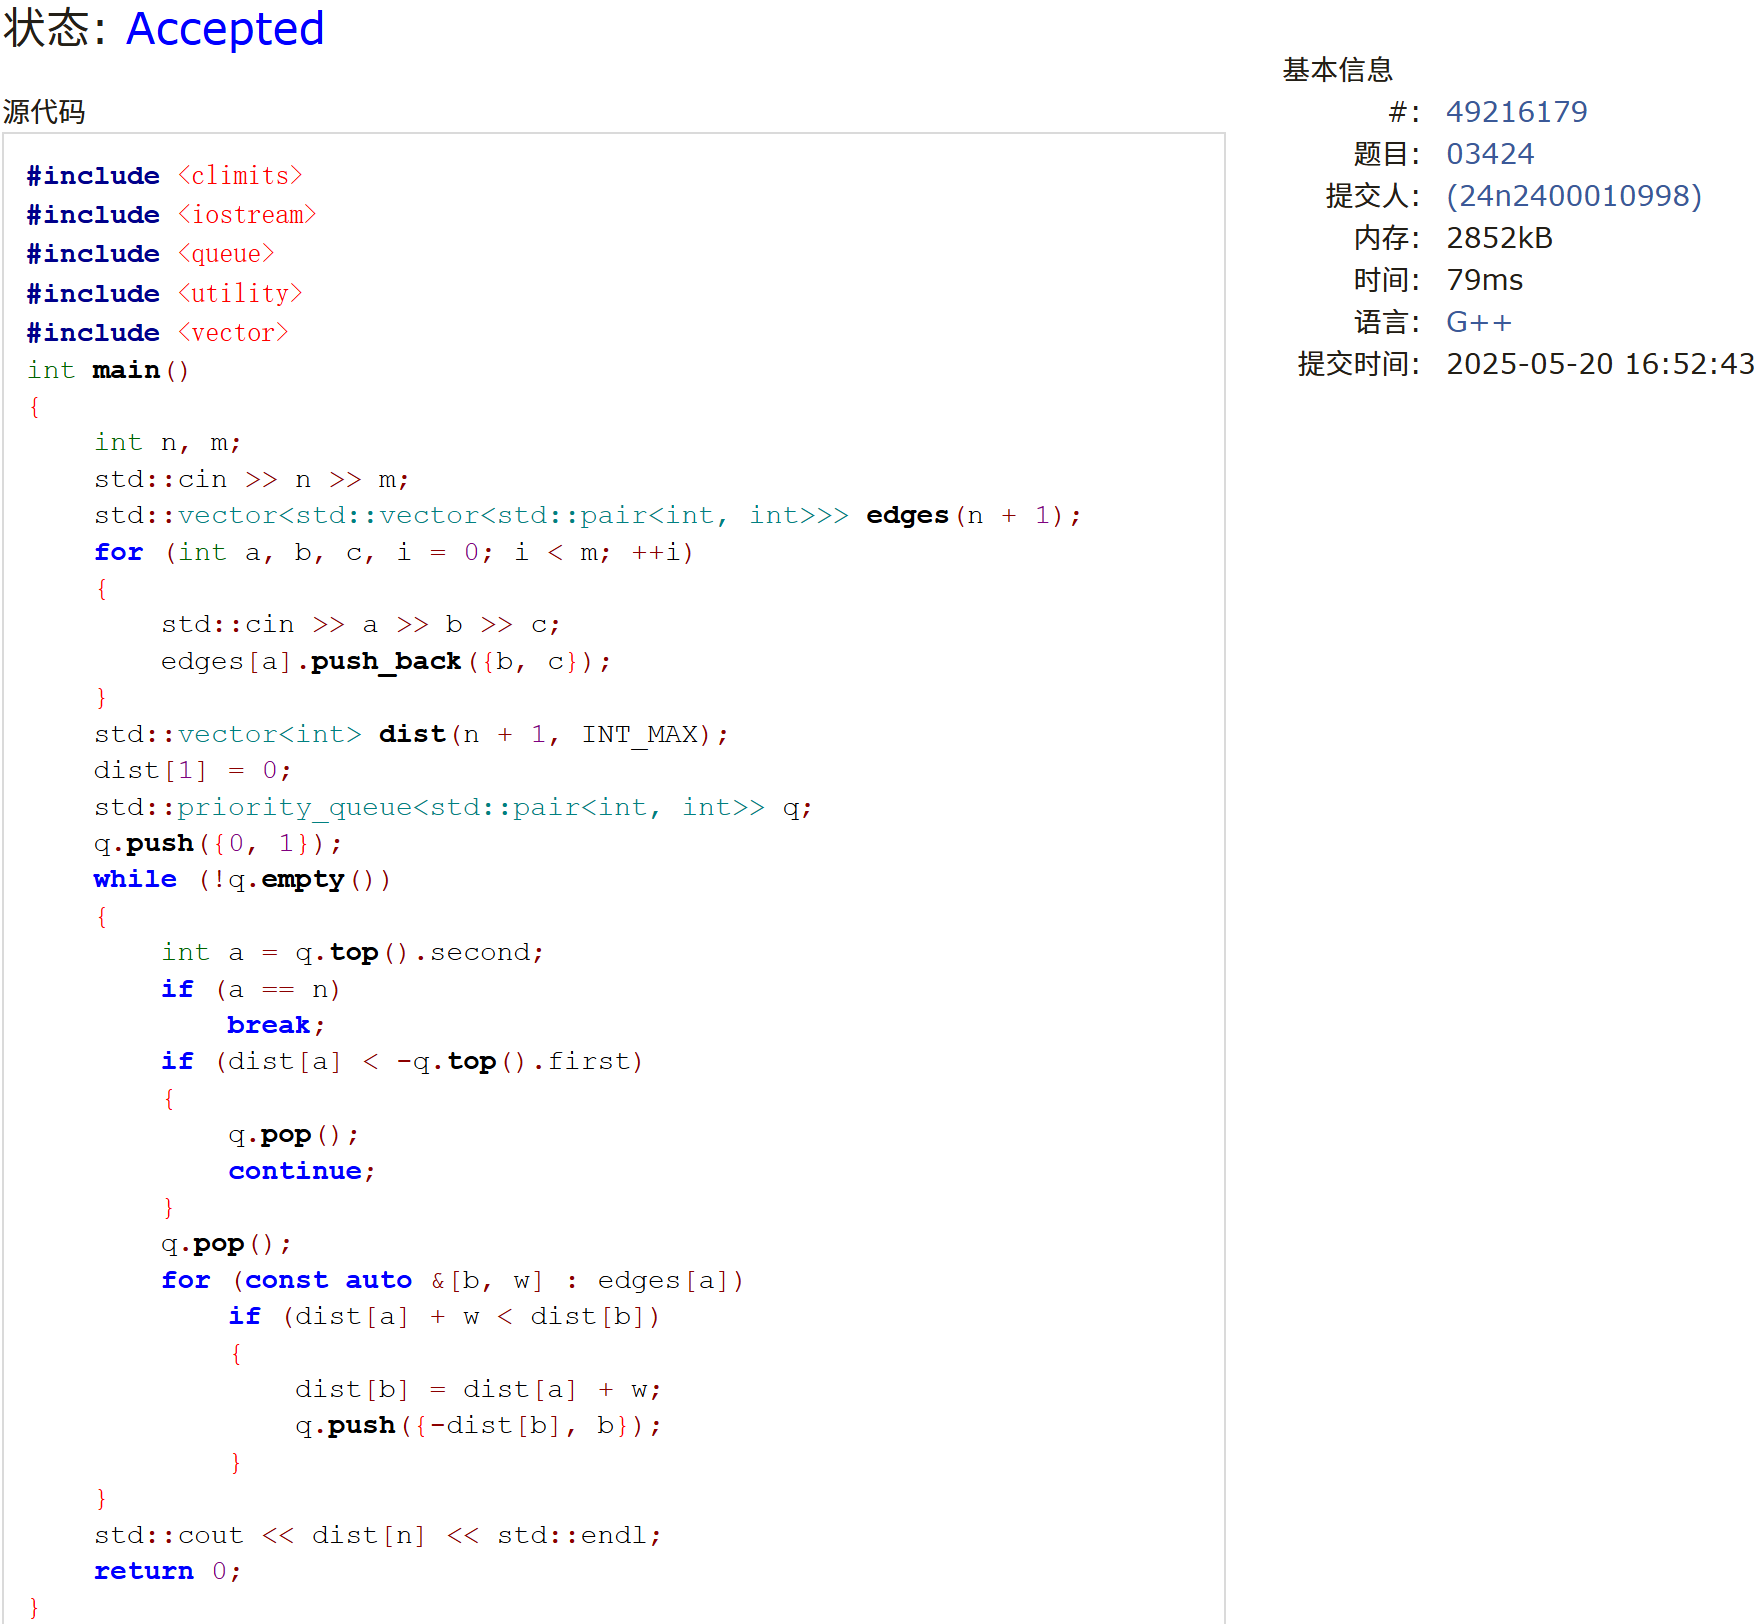 状态: Accepted
源代码
#include <climits>
#include <iostream>
#include <queue>
#include <utility>
#include <vector>
int main()
{
    int n, m;
    std::cin >> n >> m;
    std::vector<std::vector<std::pair<int, int>>> edges(n + 1);
    for (int a, b, c, i = 0; i < m; ++i)
    {
        std::cin >> a >> b >> c;
        edges[a].push_back({b, c});
    }
    std::vector<int> dist(n + 1, INT_MAX);
    dist[1] = 0;
    std::priority_queue<std::pair<int, int>> q;
    q.push({0, 1});
    while (!q.empty())
    {
        int a = q.top().second;
        if (a == n)
            break;
        if (dist[a] < -q.top().first)
        {
            q.pop();
            continue;
        }
        q.pop();
        for (const auto &[b, w] : edges[a])
            if (dist[a] + w < dist[b])
            {
                dist[b] = dist[a] + w;
                q.push({-dist[b], b});
            }
    }
    std::cout << dist[n] << std::endl;
    return 0;
}
基本信息
#: 49216179
题目: 03424
提交人: (24n2400010998)
内存: 2852kB
时间: 79ms
语言: G++
提交时间: 2025-05-20 16:52:43